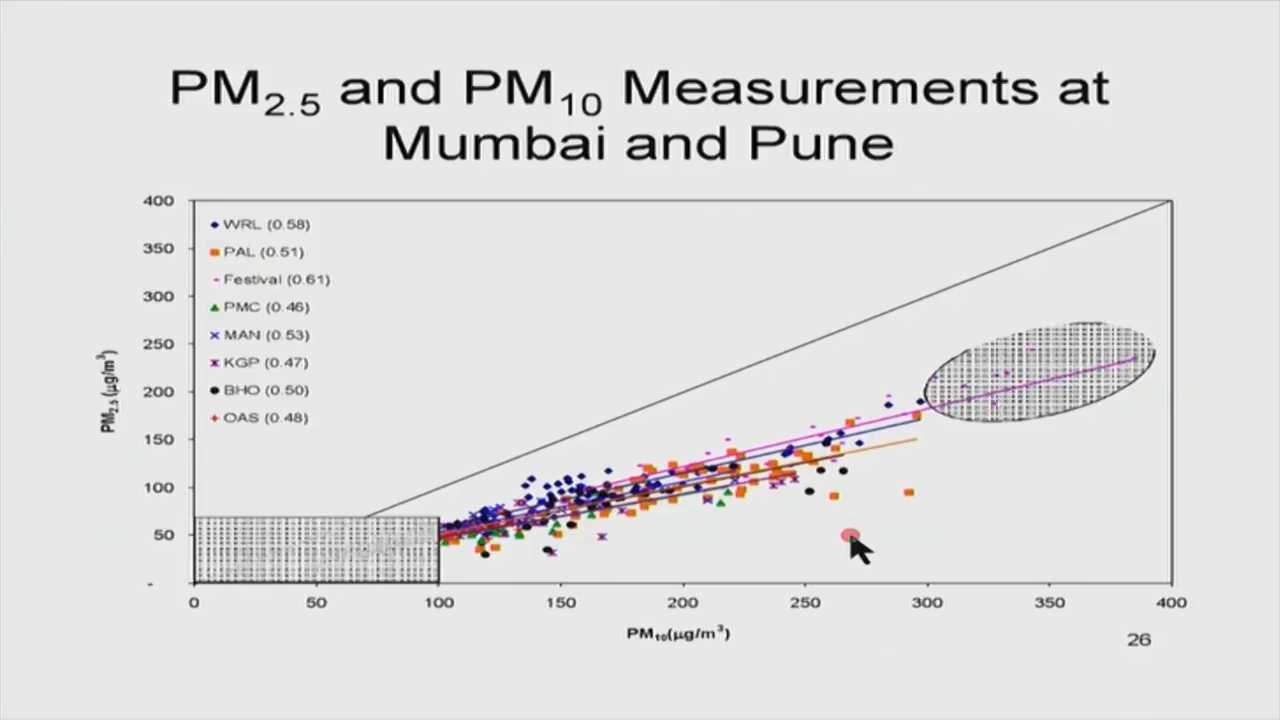 PM2.5 and PM10 Measurements at
Mumbai and Pune
400
350
300
250
200
150
100
50
-
PM2.5 (µg/m3)
WRL (0.58)
PAL (0.51)
Festival (0.61)
PMC (0.46)
MAN (0.53)
KGP (0.47)
BHO (0.50)
OAS (0.48)
0 50 100 150 200 250 300 350 400
PM10(µg/m3)
26